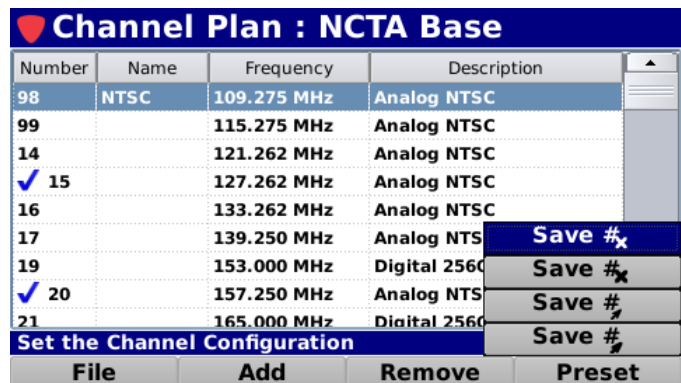 Channel Plan : NCTA Base
Number Name Frequency Description
98 NTSC 109.275 MHz Analog NTSC
99 115.275 MHz Analog NTSC
14 121.262 MHz Analog NTSC
15 127.262 MHz Analog NTSC
16 133.262 MHz Analog NTSC
17 139.250 MHz Analog NTS
Save #x
19 153.000 MHz Digital 256Q
Save #x
20 157.250 MHz Analog NTS
Save #
21 165.000 MHz Digital 256Q
Save #
Set the Channel Configuration
File Add Remove Preset